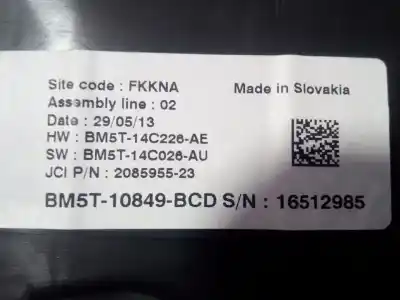 Site code : FKKNA
Made in Slovakia
Assembly line : 02
Date : 29/05/13
HW : BM5T-14C226-AE
SW : BM5T-14C026-AU
JCI P/N : 2085955-23
BM5T-10849-BCD S/N : 16512985